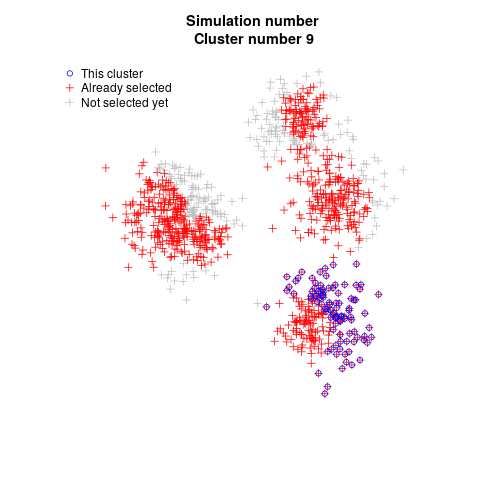 Simulation number
Cluster number 9
This cluster
Already selected
Not selected yet